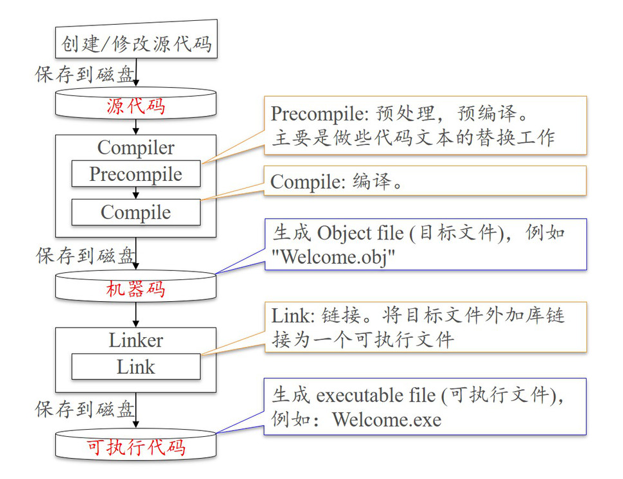 创建/修改源代码
保存到磁盘
源代码
Compiler
Precompile
Compile
Precompile: 预处理，预编译。
主要是做些代码文本的替换工作
Compile: 编译。
保存到磁盘
机器码
生成 Object file (目标文件)，例如
"Welcome.obj"
Linker
Link
Link: 链接。将目标文件外加库链
接为一个可执行文件
保存到磁盘
可执行代码
生成 executable file (可执行文件)，
例如：Welcome.exe